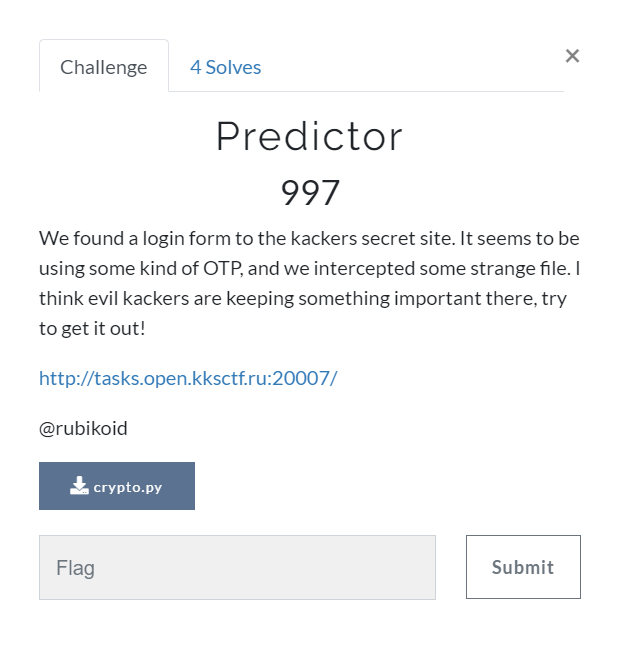 Challenge
4 Solves
×
Predictor
997
We found a login form to the kackers secret site. It seems to be
using some kind of OTP, and we intercepted some strange file. I
think evil kackers are keeping something important there, try
to get it out!
http://tasks.open.kksctf.ru:20007/
@rubikoid
crypto.py
Flag
Submit